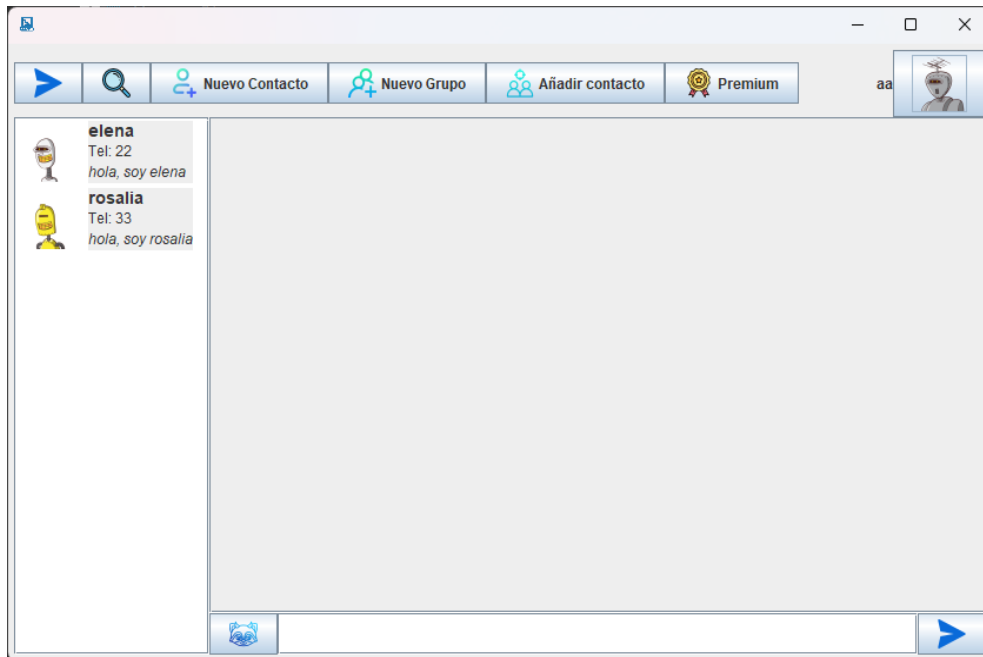 Nuevo Contacto
Nuevo Grupo
Añadir contacto
Premium
aa
elena
Tel: 22
hola, soy elena
rosalia
Tel: 33
hola, soy rosalia